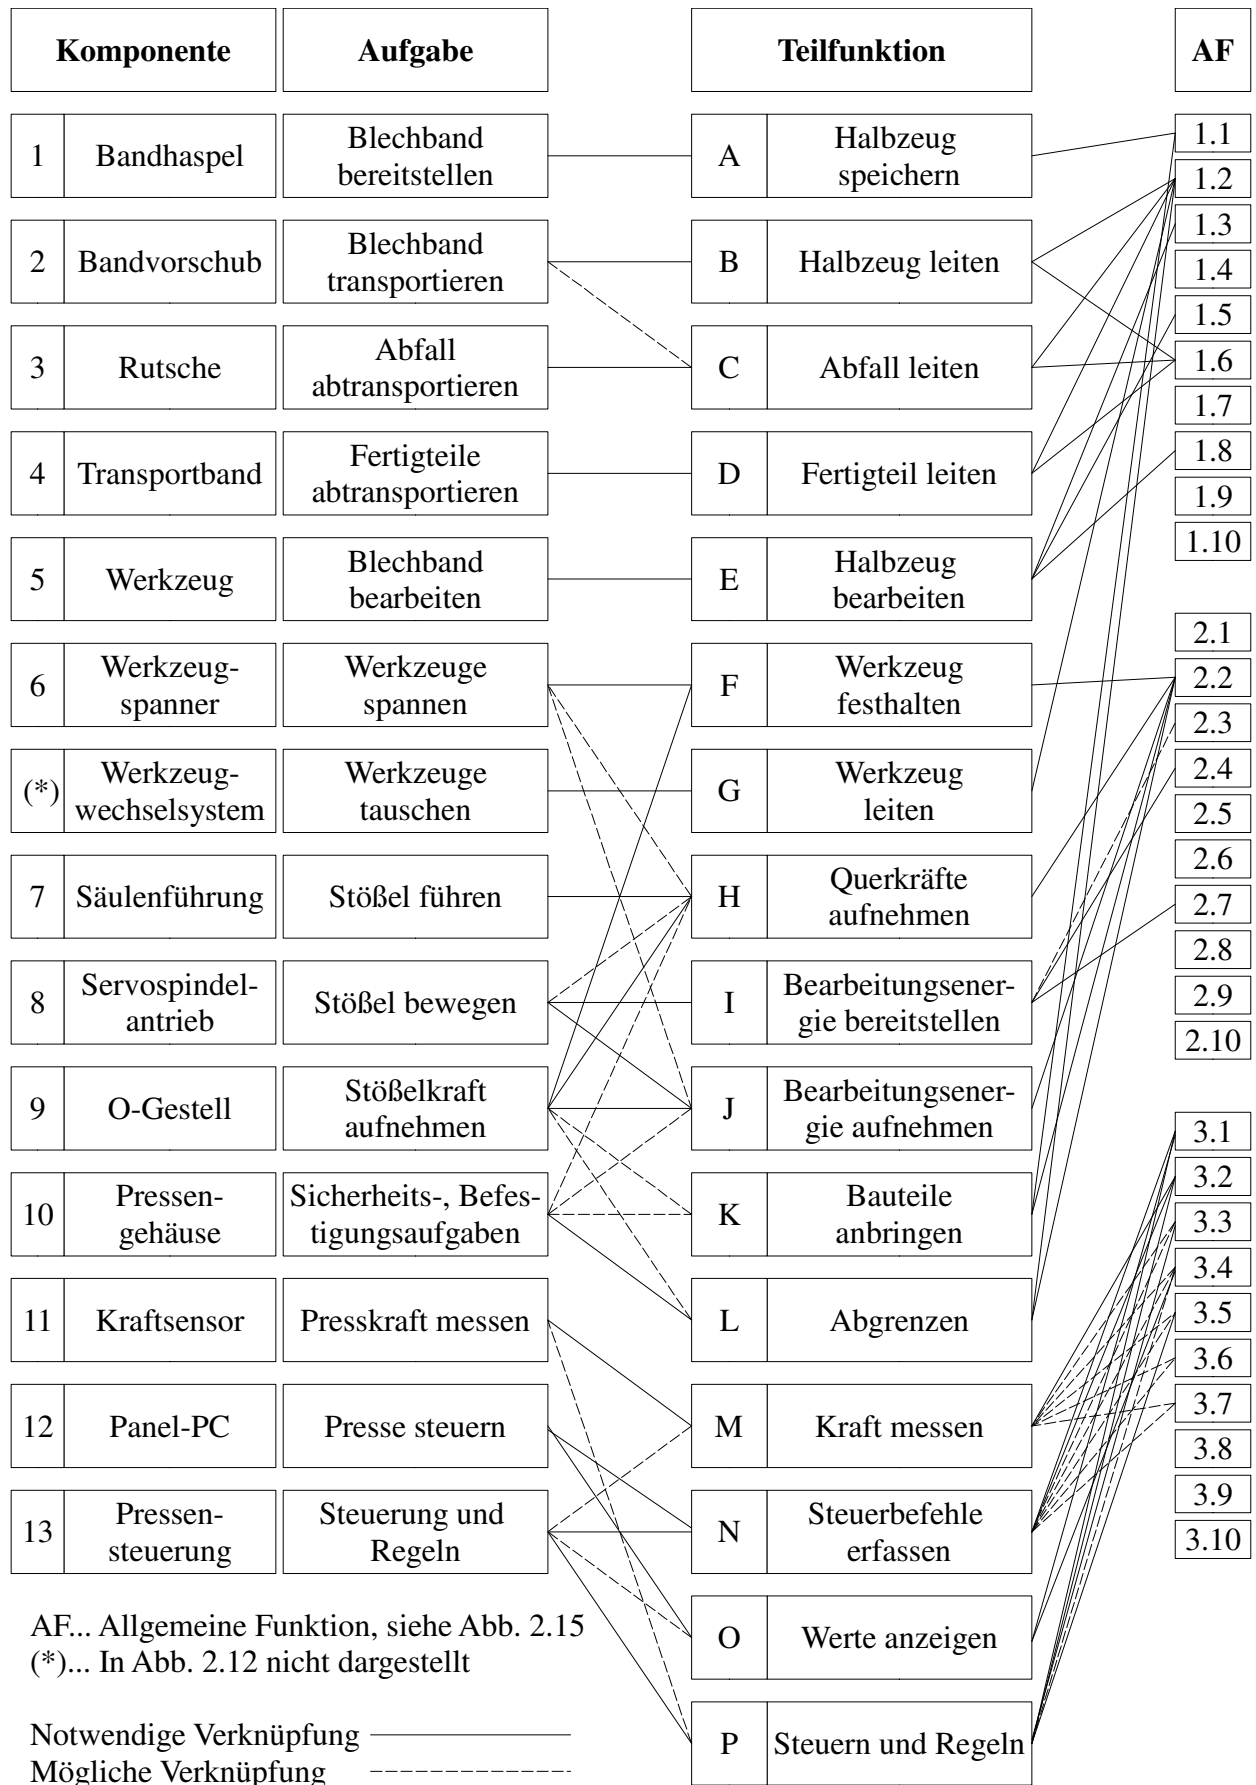 Komponente
Aufgabe
Teilfunktion
AF
1
Bandhaspel
Blechband
bereitstellen
A
Halbzeug
speichern
2
Bandvorschub
Blechband
transportieren
B
Halbzeug leiten
3
Rutsche
Abfall
abtransportieren
C
Abfall leiten
4
Transportband
Fertigteile
abtransportieren
D
Fertigteil leiten
5
Werkzeug
Blechband
bearbeiten
E
Halbzeug
bearbeiten
6
Werkzeug-
spanner
Werkzeuge
spannen
F
Werkzeug
festhalten
(*)
Werkzeug-
wechselsystem
Werkzeuge
tauschen
G
Werkzeug
leiten
7
Säulenführung
Stößel führen
H
Querkräfte
aufnehmen
8
Servospindel-
antrieb
Stößel bewegen
I
Bearbeitungsener-
gie bereitstellen
9
O-Gestell
Stößelkraft
aufnehmen
J
Bearbeitungsener-
gie aufnehmen
10
Pressen-
gehäuse
Sicherheits-, Befes-
tigungsaufgaben
K
Bauteile
anbringen
11
Kraftsensor
Presskraft messen
L
Abgrenzen
12
Panel-PC
Presse steuern
M
Kraft messen
13
Pressen-
steuerung
Steuerung und
Regeln
N
Steuerbefehle
erfassen
O
Werte anzeigen
P
Steuern und Regeln
1.1
1.2
1.3
1.4
1.5
1.6
1.7
1.8
1.9
1.10
2.1
2.2
2.3
2.4
2.5
2.6
2.7
2.8
2.9
2.10
3.1
3.2
3.3
3.4
3.5
3.6
3.7
3.8
3.9
3.10
AF... Allgemeine Funktion, siehe Abb. 2.15
(*)... In Abb. 2.12 nicht dargestellt
Notwendige Verknüpfung
Mögliche Verknüpfung